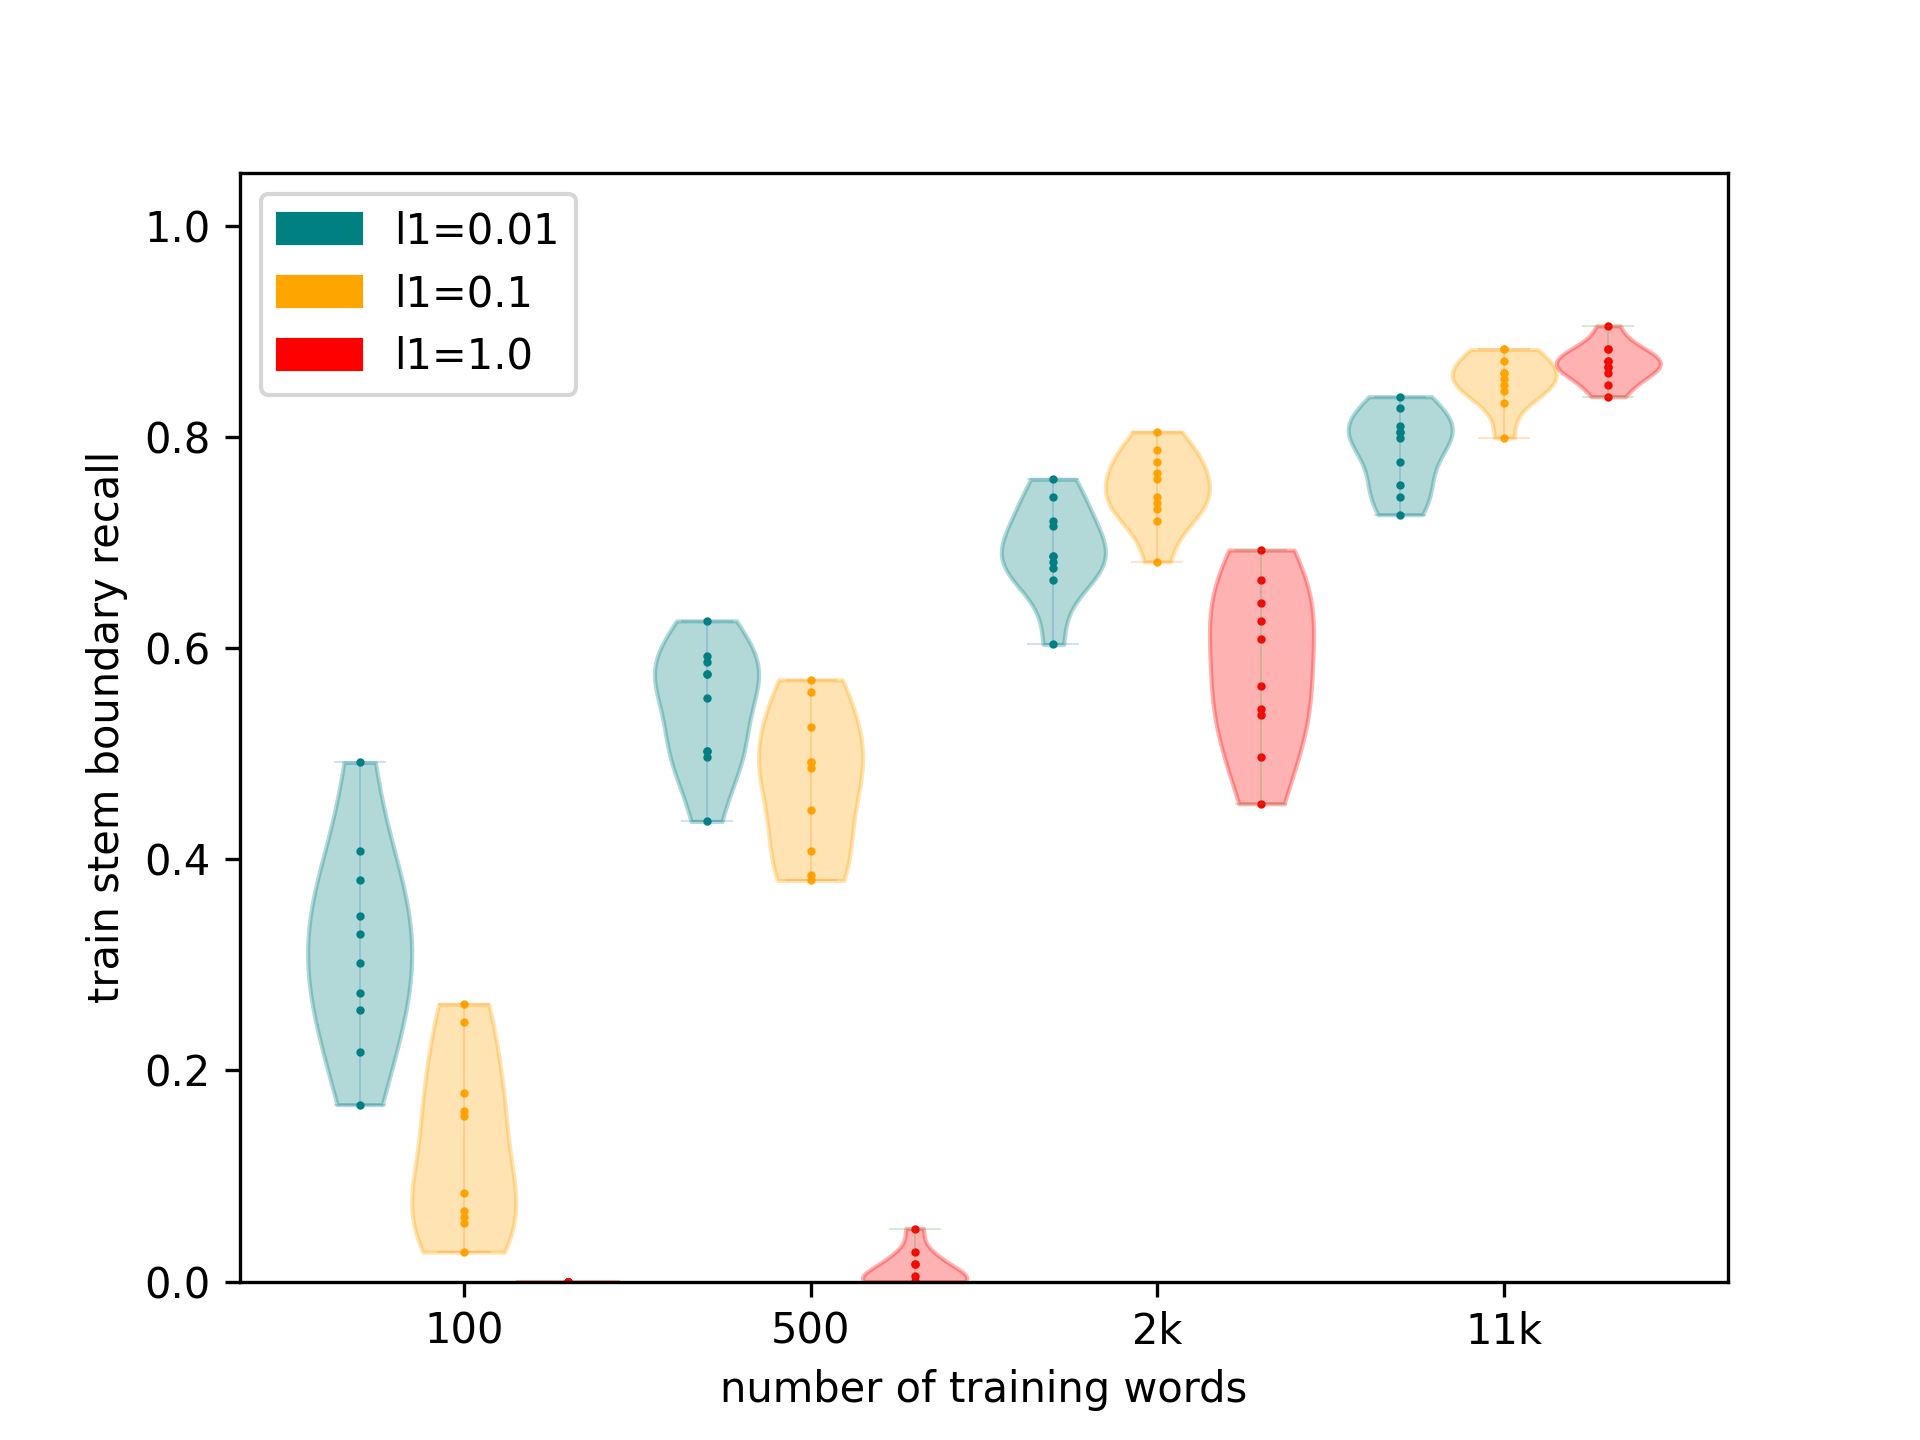 l1=0.01
l1=0.1
l1=1.0
1.0
0.8
0.6
0.4
0.2
0.0
train stem boundary recall
100 500 2k 11k
number of training words